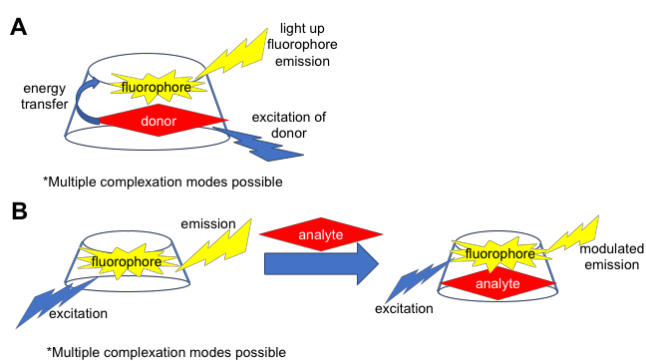 A
light up
fluorophore
emission
energy
transfer
fluorophore
donor
excitation of
donor
*Multiple complexation modes possible
B
emission
fluorophore
excitation
analyte
fluorophore
analyte
modulated
emission
excitation
*Multiple complexation modes possible